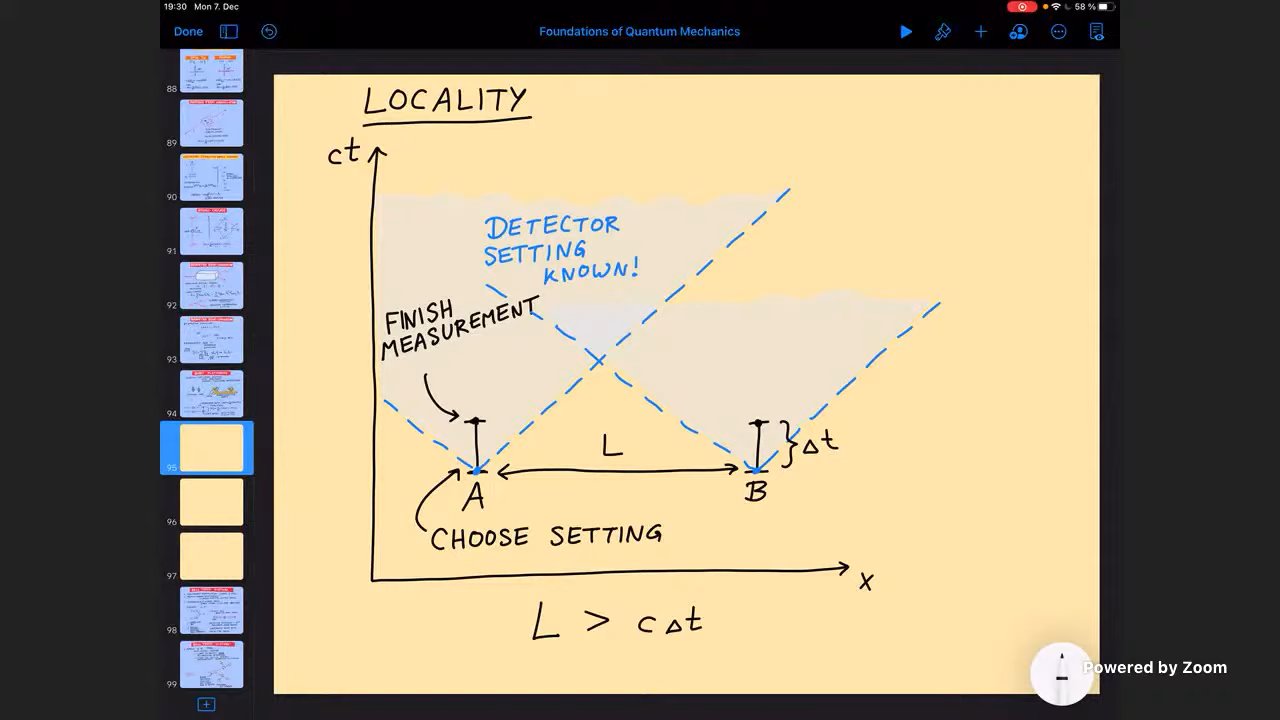 19:30 Mon 7. Dec
58 %
Done
Foundations of Quantum Mechanics
88
89
90
91
92
93
94
95
96
97
98
99
LOCALITY
ct
DETECTOR
SETTING
KNOWN!
FINISH
MEASUREMENT
L
} Δt
A
B
CHOOSE SETTING
x
L > cΔt
Powered by Zoom